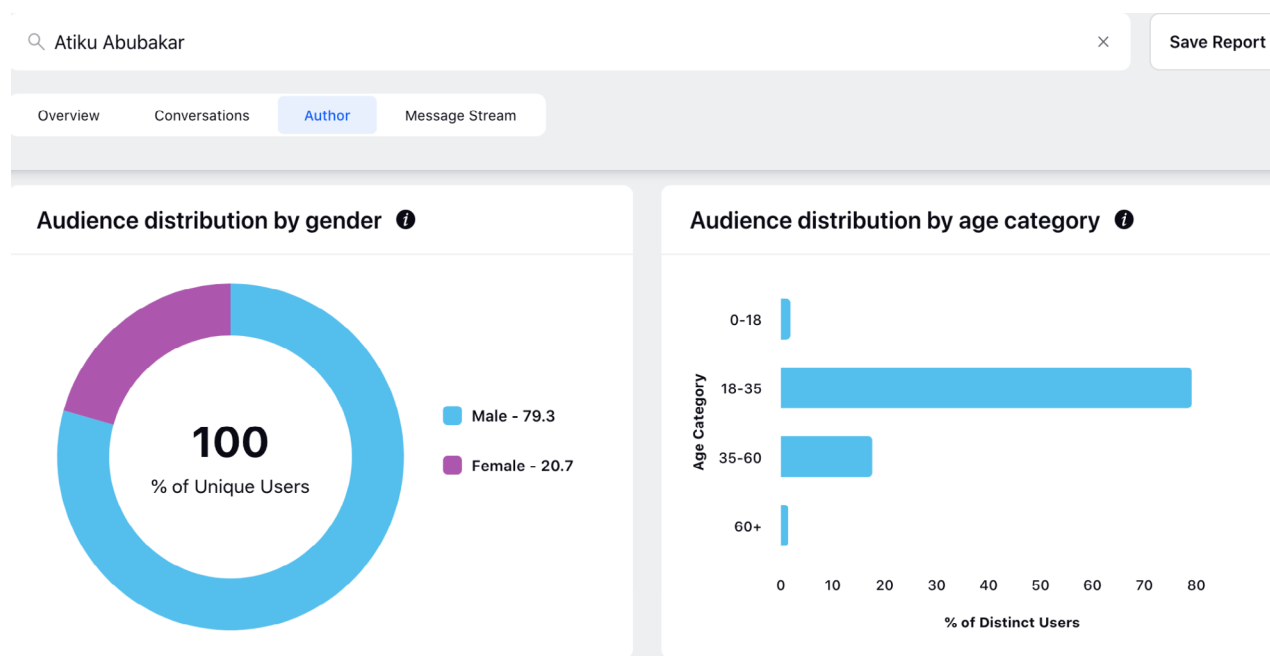 Atiku Abubakar
Save Report
Overview
Conversations
Author
Message Stream
Audience distribution by gender
100
% of Unique Users
Male - 79.3
Female - 20.7
Audience distribution by age category
Age Category
0-18
18-35
35-60
60+
0 10 20 30 40 50 60 70 80
% of Distinct Users